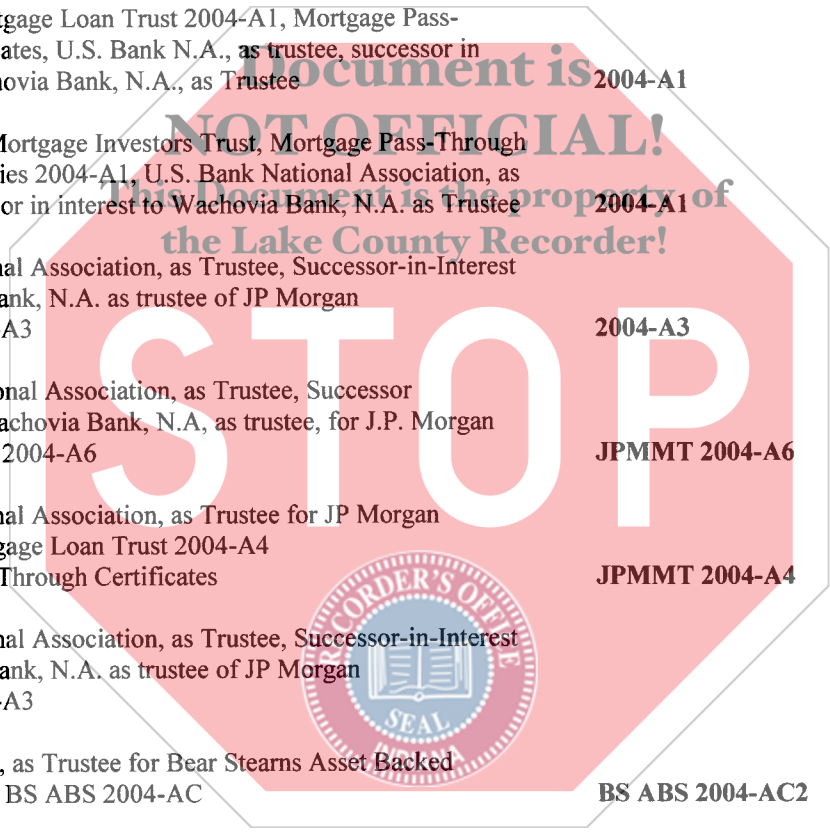 tgage Loan Trust 2004-A1, Mortgage Pass-
ates, U.S. Bank N.A., as trustee, successor in
ovia Bank, N.A., as Trustee 2004-A1
Document is
NOT OFFICIAL!
This Document is the property of
the Lake County Recorder!
Mortgage Investors Trust, Mortgage Pass-Through
ies 2004-A1, U.S. Bank National Association, as
or in interest to Wachovia Bank, N.A. as Trustee 2004-A1
nal Association, as Trustee, Successor-in-Interest
ank, N.A. as trustee of JP Morgan
A3 2004-A3
STOP
onal Association, as Trustee, Successor
achovia Bank, N.A, as trustee, for J.P. Morgan
2004-A6 JPMMT 2004-A6
nal Association, as Trustee for JP Morgan
gage Loan Trust 2004-A4
Through Certificates JPMMT 2004-A4
nal Association, as Trustee, Successor-in-Interest
ank, N.A. as trustee of JP Morgan
-A3
RECORDER'S OFFICE
SEAL
INDIANA
, as Trustee for Bear Stearns Asset Backed
BS ABS 2004-AC BS ABS 2004-AC2